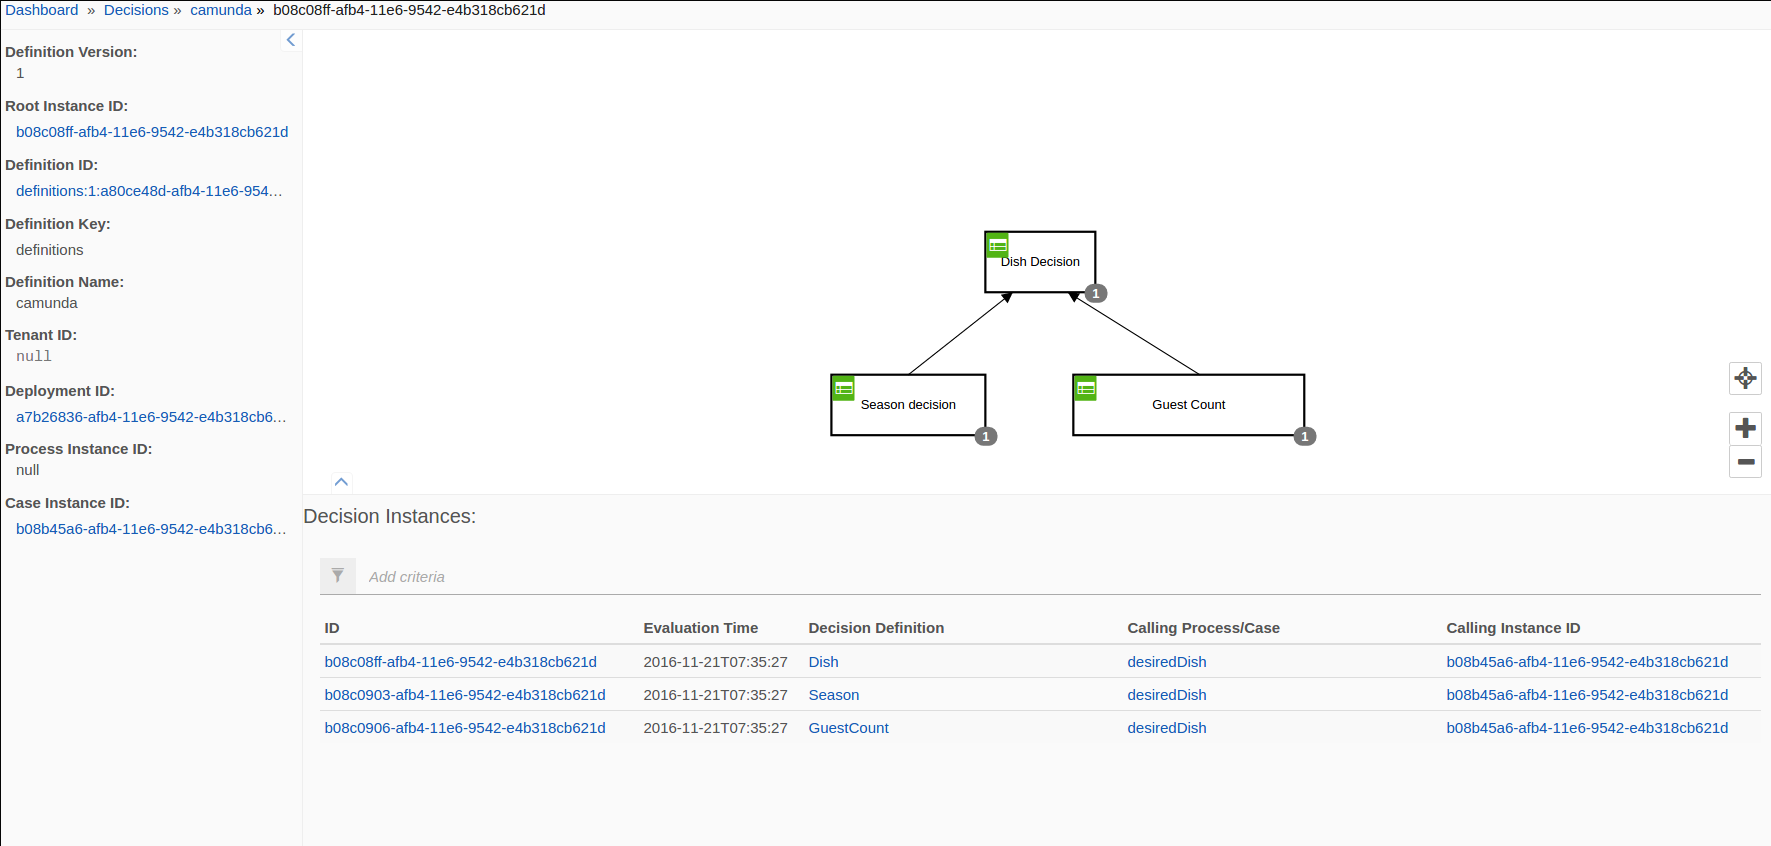 Dashboard » Decisions » camunda » b08c08ff-afb4-11e6-9542-e4b318cb621d
Definition Version:
1
Root Instance ID:
b08c08ff-afb4-11e6-9542-e4b318cb621d
Definition ID:
definitions:1:a80ce48d-afb4-11e6-954…
Definition Key:
definitions
Definition Name:
camunda
Tenant ID:
null
Deployment ID:
a7b26836-afb4-11e6-9542-e4b318cb6…
Process Instance ID:
null
Case Instance ID:
b08b45a6-afb4-11e6-9542-e4b318cb6…
Dish Decision
1
Season decision
1
Guest Count
1
Decision Instances:
Add criteria
ID Evaluation Time Decision Definition Calling Process/Case Calling Instance ID
b08c08ff-afb4-11e6-9542-e4b318cb621d 2016-11-21T07:35:27 Dish desiredDish b08b45a6-afb4-11e6-9542-e4b318cb621d
b08c0903-afb4-11e6-9542-e4b318cb621d 2016-11-21T07:35:27 Season desiredDish b08b45a6-afb4-11e6-9542-e4b318cb621d
b08c0906-afb4-11e6-9542-e4b318cb621d 2016-11-21T07:35:27 GuestCount desiredDish b08b45a6-afb4-11e6-9542-e4b318cb621d